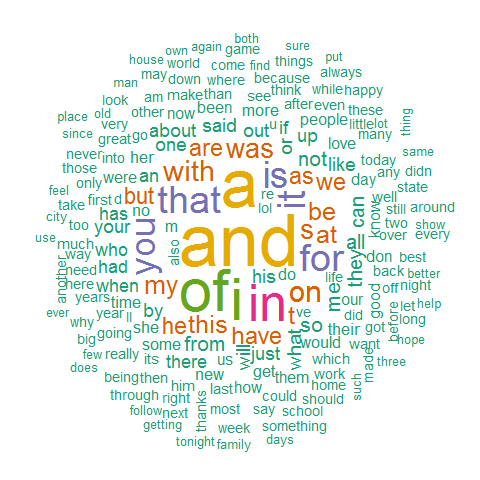 both
own again sure
house world game put
man may come find things always
look down where because while happy
am make than think
place old other now been see after even these
since very go about said more people littlelot
never great one are was out u if up many thing
into her or not love today same
those were an with as like any didn
only but that a is we day state
feel take first d no re it be can know well
city too your has m you and for s at all still around
use much who also lol his do they don two show every
way had my of i in on me life over best
another need here when time by he this t what so our back better
ever years year ll she have will just their did good off night
why going some from us would got before let help
big really its there get which want long
few being then him new them work made hope
does through right last how could home should such three
follow next thanks most say school
getting week something
tonight family days